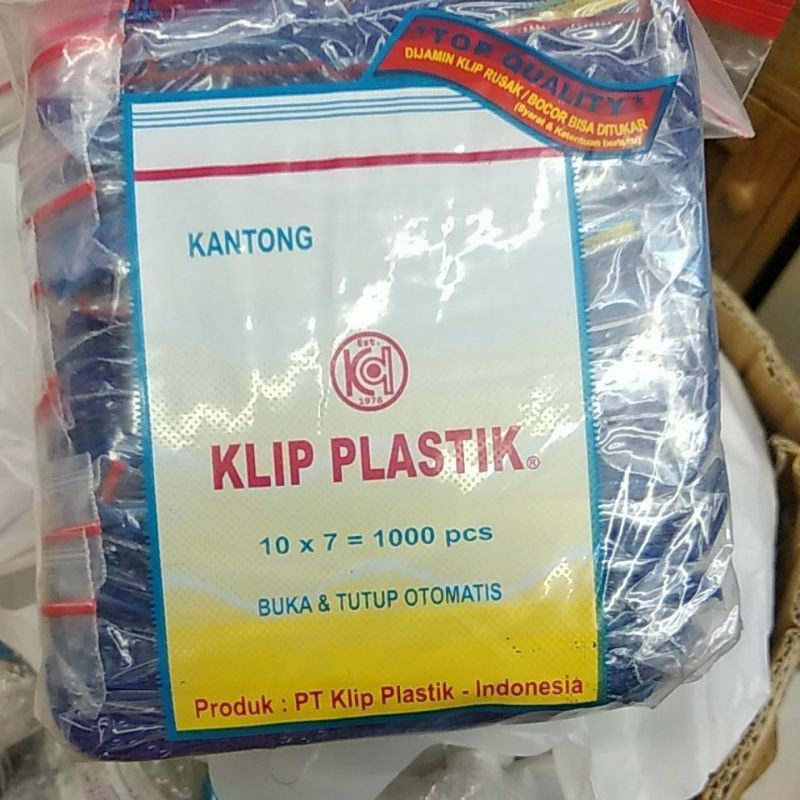 "TOP QUALITY"
DIJAMIN KLIP RUSAK / BOCOR BISA DITUKAR
(Syarat & Ketentuan berlaku)
KANTONG
Est.
Kd
1976
KLIP PLASTIK®
10 x 7 = 1000 pcs
BUKA & TUTUP OTOMATIS
Produk : PT Klip Plastik - Indonesia